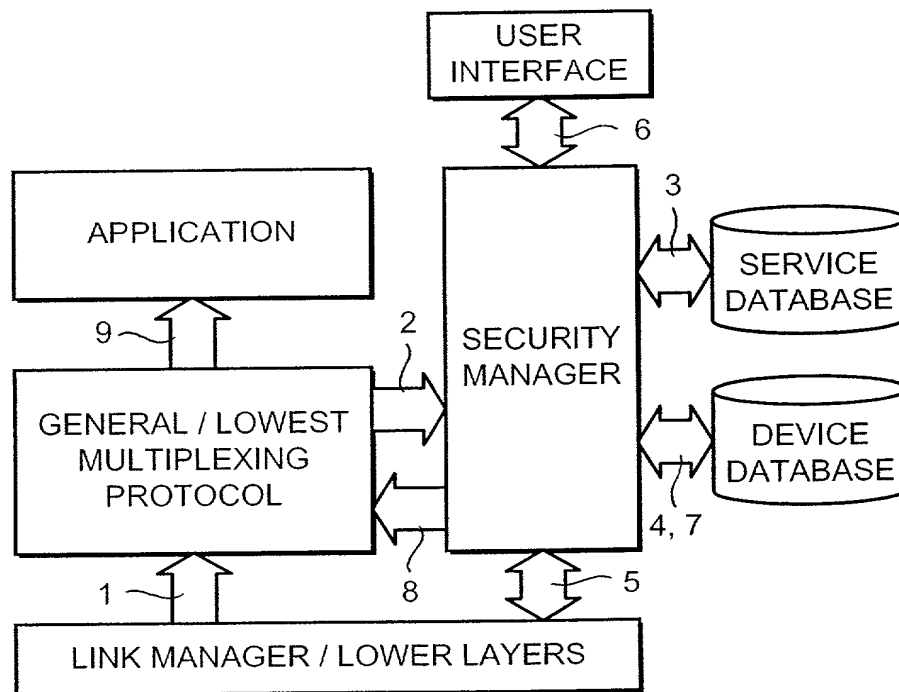 USER
INTERFACE
6
APPLICATION
3
SERVICE
DATABASE
9
2
SECURITY
MANAGER
GENERAL / LOWEST
MULTIPLEXING
PROTOCOL
DEVICE
DATABASE
4, 7
8
1
5
LINK MANAGER / LOWER LAYERS